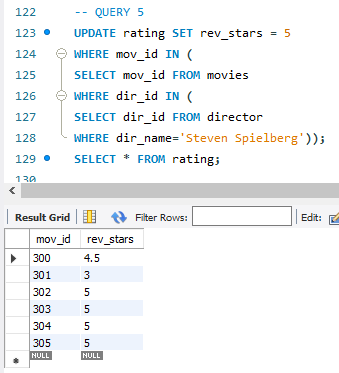 122 -- QUERY 5
123 UPDATE rating SET rev_stars = 5
124 WHERE mov_id IN (
125 SELECT mov_id FROM movies
126 WHERE dir_id IN (
127 SELECT dir_id FROM director
128 WHERE dir_name='Steven Spielberg'));
129 SELECT * FROM rating;
130
Result Grid Filter Rows: Edit:
mov_id rev_stars
300 4.5
301 3
302 5
303 5
304 5
305 5
NULL NULL